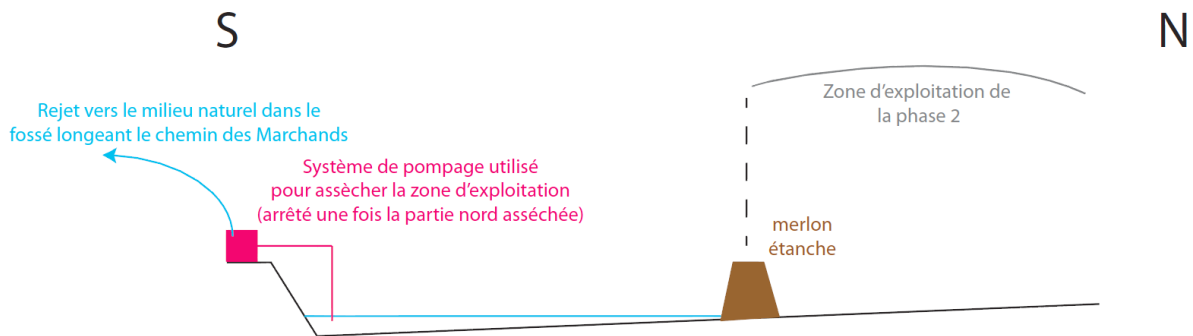 S
N
Zone d'exploitation de
la phase 2
Rejet vers le milieu naturel dans le
fossé longeant le chemin des Marchands
Système de pompage utilisé
pour assècher la zone d'exploitation
(arrêté une fois la partie nord asséchée)
merlon
étanche